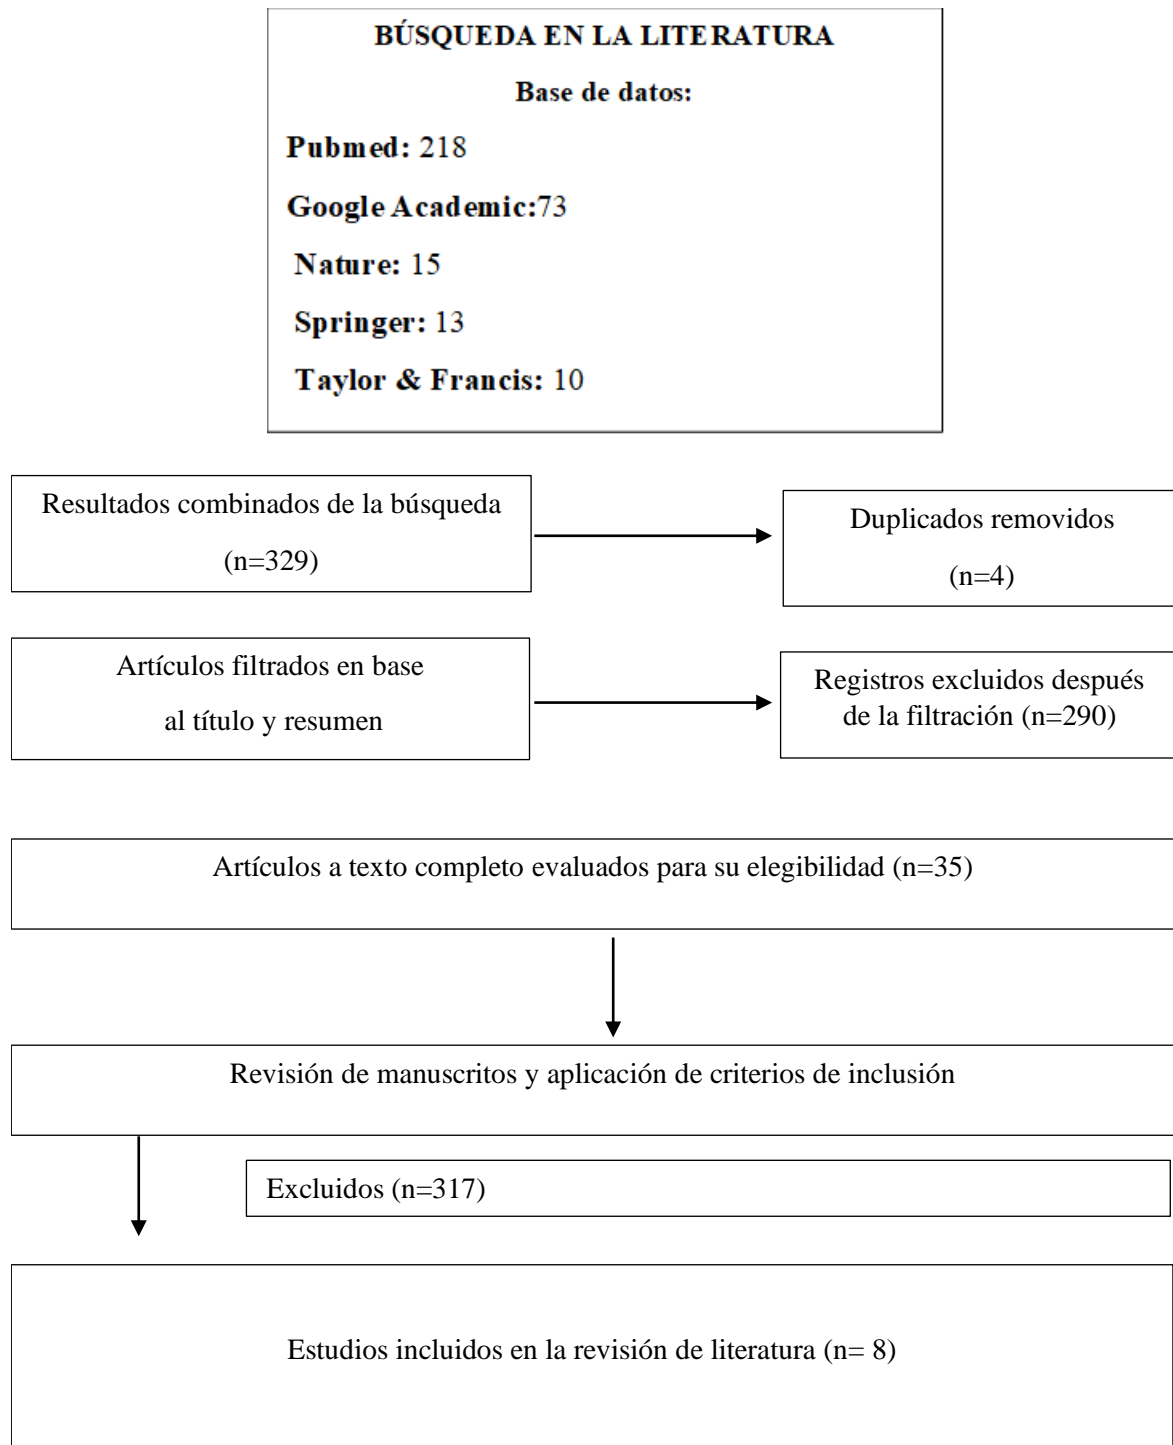 BÚSQUEDA EN LA LITERATURA
Base de datos:
Pubmed: 218
Google Academic:73
Nature: 15
Springer: 13
Taylor & Francis: 10
Resultados combinados de la búsqueda
(n=329)
Duplicados removidos
(n=4)
Artículos filtrados en base
al título y resumen
Registros excluidos después
de la filtración (n=290)
Artículos a texto completo evaluados para su elegibilidad (n=35)
Revisión de manuscritos y aplicación de criterios de inclusión
Excluidos (n=317)
Estudios incluidos en la revisión de literatura (n= 8)